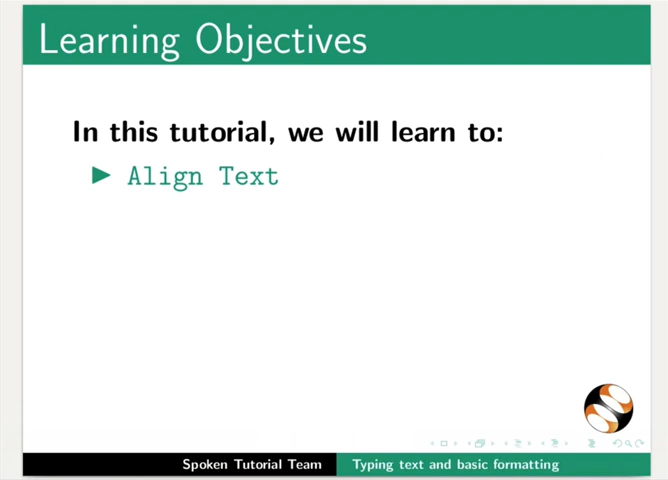 Learning Objectives
In this tutorial, we will learn to:
▶ Align Text
Spoken Tutorial Team
Typing text and basic formatting